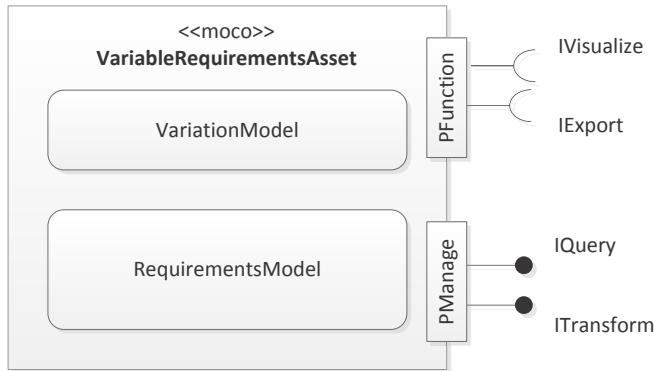 <<moco>>
VariableRequirementsAsset
VariationModel
RequirementsModel
PFunction
IVisualize
IExport
PManage
IQuery
ITransform